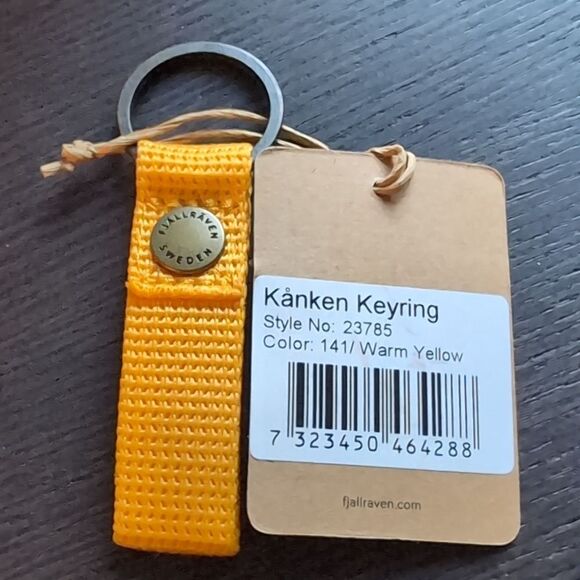 FJÄLLRÄVEN
SWEDEN
Kånken Keyring
Style No: 23785
Color: 141/ Warm Yellow
7 323450 464288
fjallraven.com